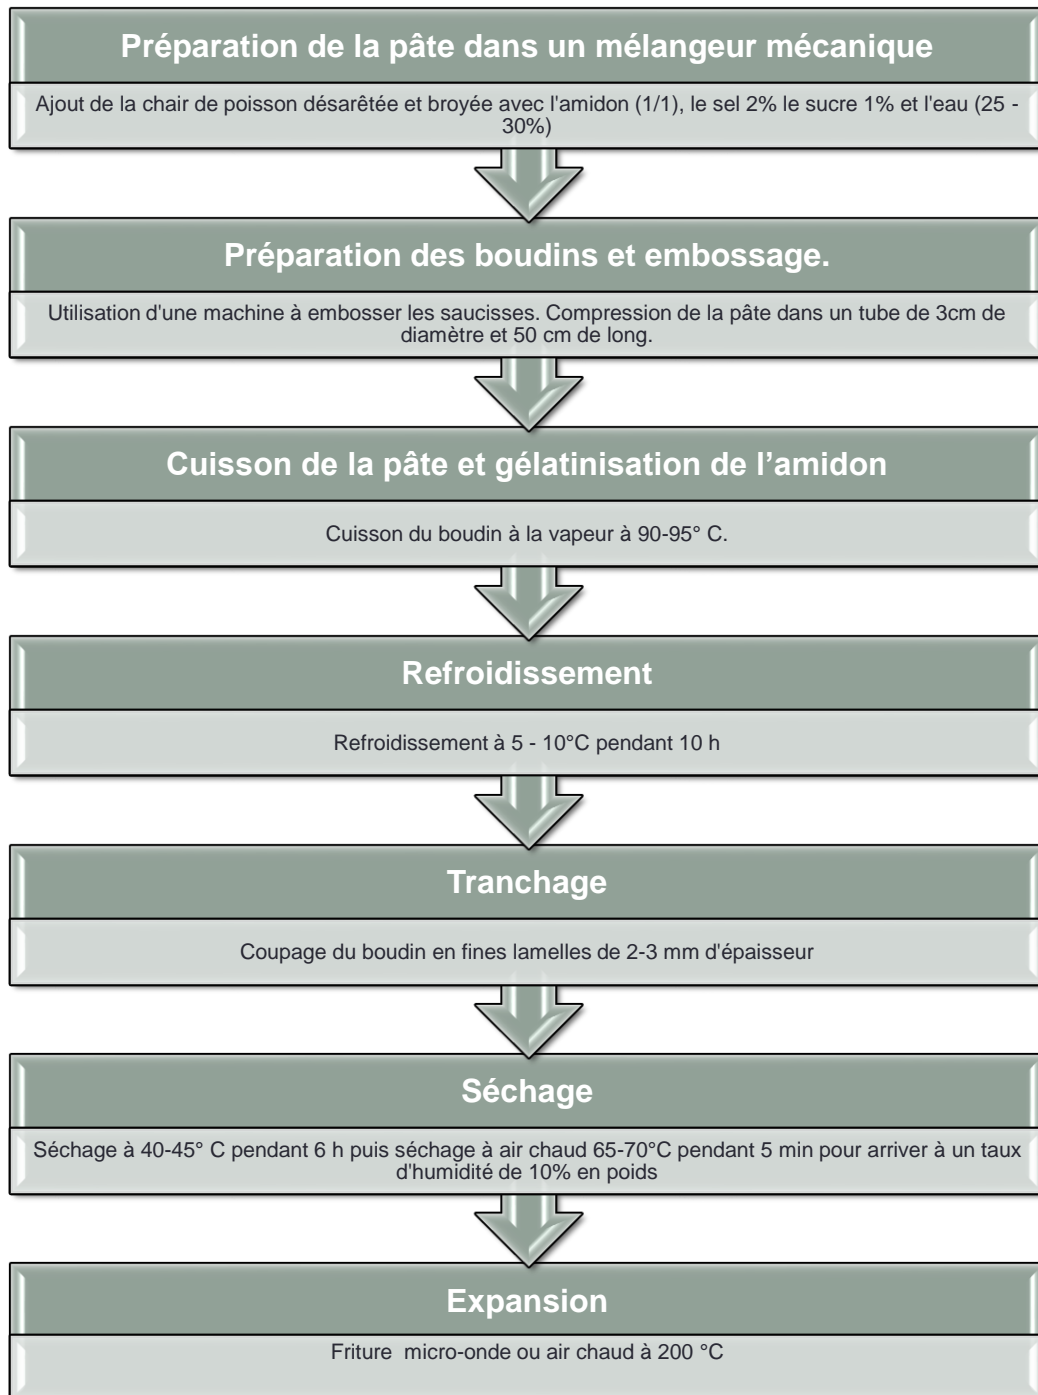 Préparation de la pâte dans un mélangeur mécanique
Ajout de la chair de poisson désarêtée et broyée avec l'amidon (1/1), le sel 2% le sucre 1% et l'eau (25 -
30%)
Préparation des boudins et embossage.
Utilisation d'une machine à embosser les saucisses. Compression de la pâte dans un tube de 3cm de
diamètre et 50 cm de long.
Cuisson de la pâte et gélatinisation de l’amidon
Cuisson du boudin à la vapeur à 90-95° C.
Refroidissement
Refroidissement à 5 - 10°C pendant 10 h
Tranchage
Coupage du boudin en fines lamelles de 2-3 mm d'épaisseur
Séchage
Séchage à 40-45° C pendant 6 h puis séchage à air chaud 65-70°C pendant 5 min pour arriver à un taux
d'humidité de 10% en poids
Expansion
Friture  micro-onde ou air chaud à 200 °C